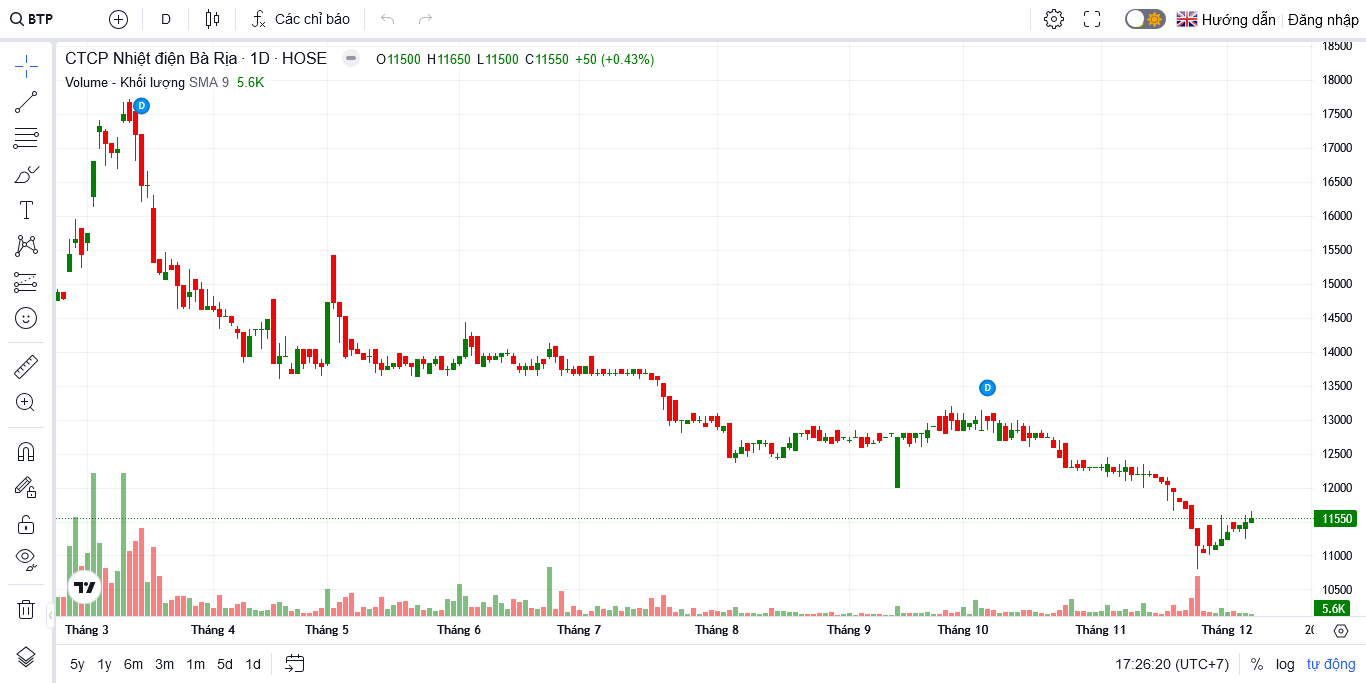 BTP D Các chỉ báo Hướng dẫn Đăng nhập
CTCP Nhiệt điện Bà Rịa · 1D · HOSE O11500 H11650 L11500 C11550 +50 (+0.43%)
Volume - Khối lượng SMA 9 5.6K
D
D
18500
18000
17500
17000
16500
16000
15500
15000
14500
14000
13500
13000
12500
12000
11550
11000
10500
5.6K
Tháng 3 Tháng 4 Tháng 5 Tháng 6 Tháng 7 Tháng 8 Tháng 9 Tháng 10 Tháng 11 Tháng 12
5y 1y 6m 3m 1m 5d 1d 17:26:20 (UTC+7) % log tự động